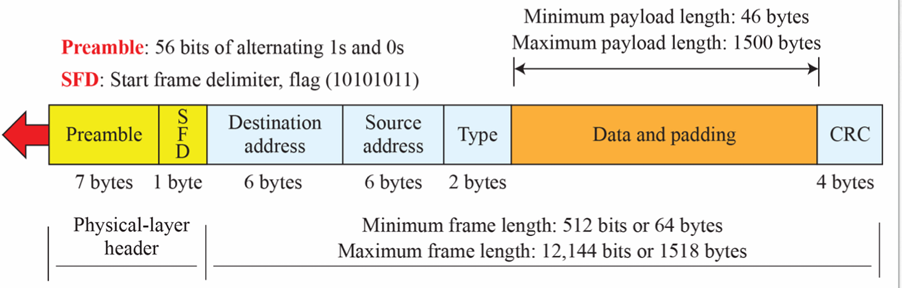 Minimum payload length: 46 bytes
Preamble: 56 bits of alternating 1s and 0s
Maximum payload length: 1500 bytes
SFD: Start frame delimiter, flag (10101011)
Preamble
S
F
D
Destination
address
Source
address
Type
Data and padding
CRC
7 bytes
1 byte
6 bytes
6 bytes
2 bytes
4 bytes
Physical-layer
header
Minimum frame length: 512 bits or 64 bytes
Maximum frame length: 12,144 bits or 1518 bytes